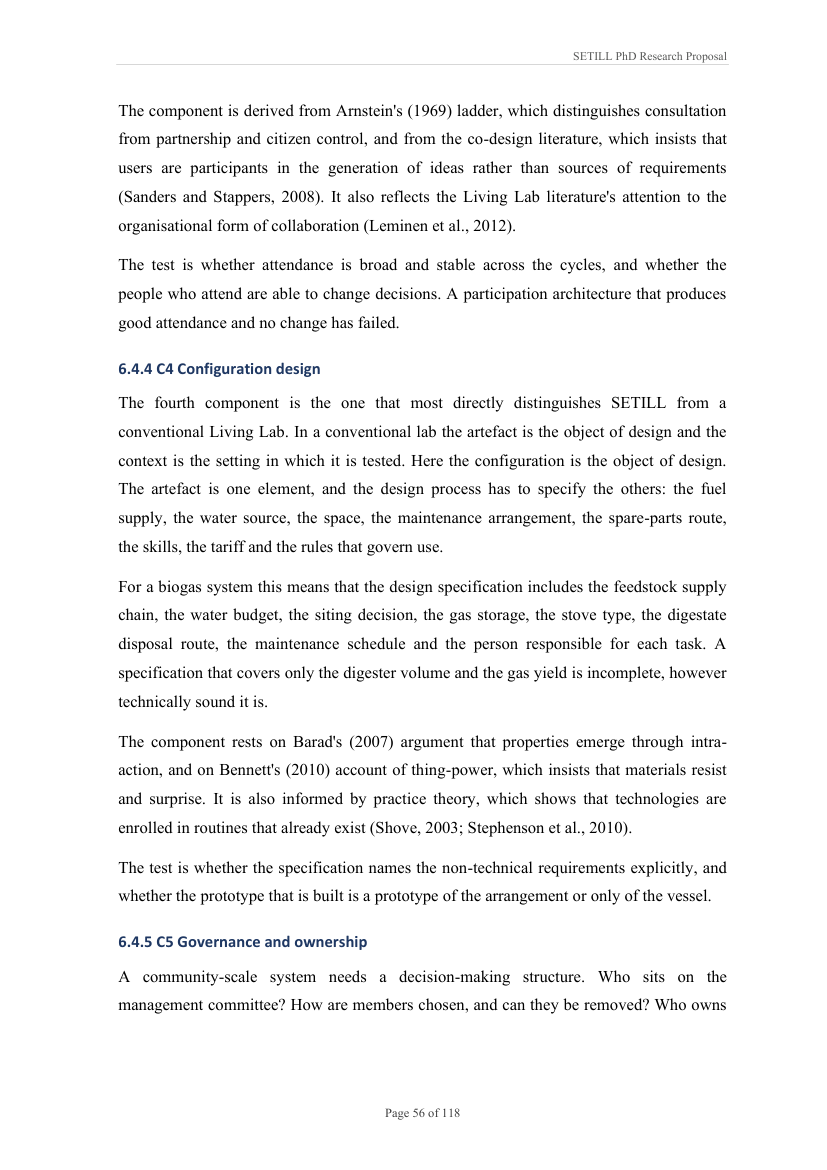 SETILL PhD Research Proposal
The component is derived from Arnstein's (1969) ladder, which distinguishes consultation
from partnership and citizen control, and from the co-design literature, which insists that
users are participants in the generation of ideas rather than sources of requirements
(Sanders and Stappers, 2008). It also reflects the Living Lab literature's attention to the
organisational form of collaboration (Leminen et al., 2012).
The test is whether attendance is broad and stable across the cycles, and whether the
people who attend are able to change decisions. A participation architecture that produces
good attendance and no change has failed.
6.4.4 C4 Configuration design
The fourth component is the one that most directly distinguishes SETILL from a
conventional Living Lab. In a conventional lab the artefact is the object of design and the
context is the setting in which it is tested. Here the configuration is the object of design.
The artefact is one element, and the design process has to specify the others: the fuel
supply, the water source, the space, the maintenance arrangement, the spare-parts route,
the skills, the tariff and the rules that govern use.
For a biogas system this means that the design specification includes the feedstock supply
chain, the water budget, the siting decision, the gas storage, the stove type, the digestate
disposal route, the maintenance schedule and the person responsible for each task. A
specification that covers only the digester volume and the gas yield is incomplete, however
technically sound it is.
The component rests on Barad's (2007) argument that properties emerge through intra-
action, and on Bennett's (2010) account of thing-power, which insists that materials resist
and surprise. It is also informed by practice theory, which shows that technologies are
enrolled in routines that already exist (Shove, 2003; Stephenson et al., 2010).
The test is whether the specification names the non-technical requirements explicitly, and
whether the prototype that is built is a prototype of the arrangement or only of the vessel.
6.4.5 C5 Governance and ownership
A community-scale system needs a decision-making structure. Who sits on the
management committee? How are members chosen, and can they be removed? Who owns
Page 56 of 118